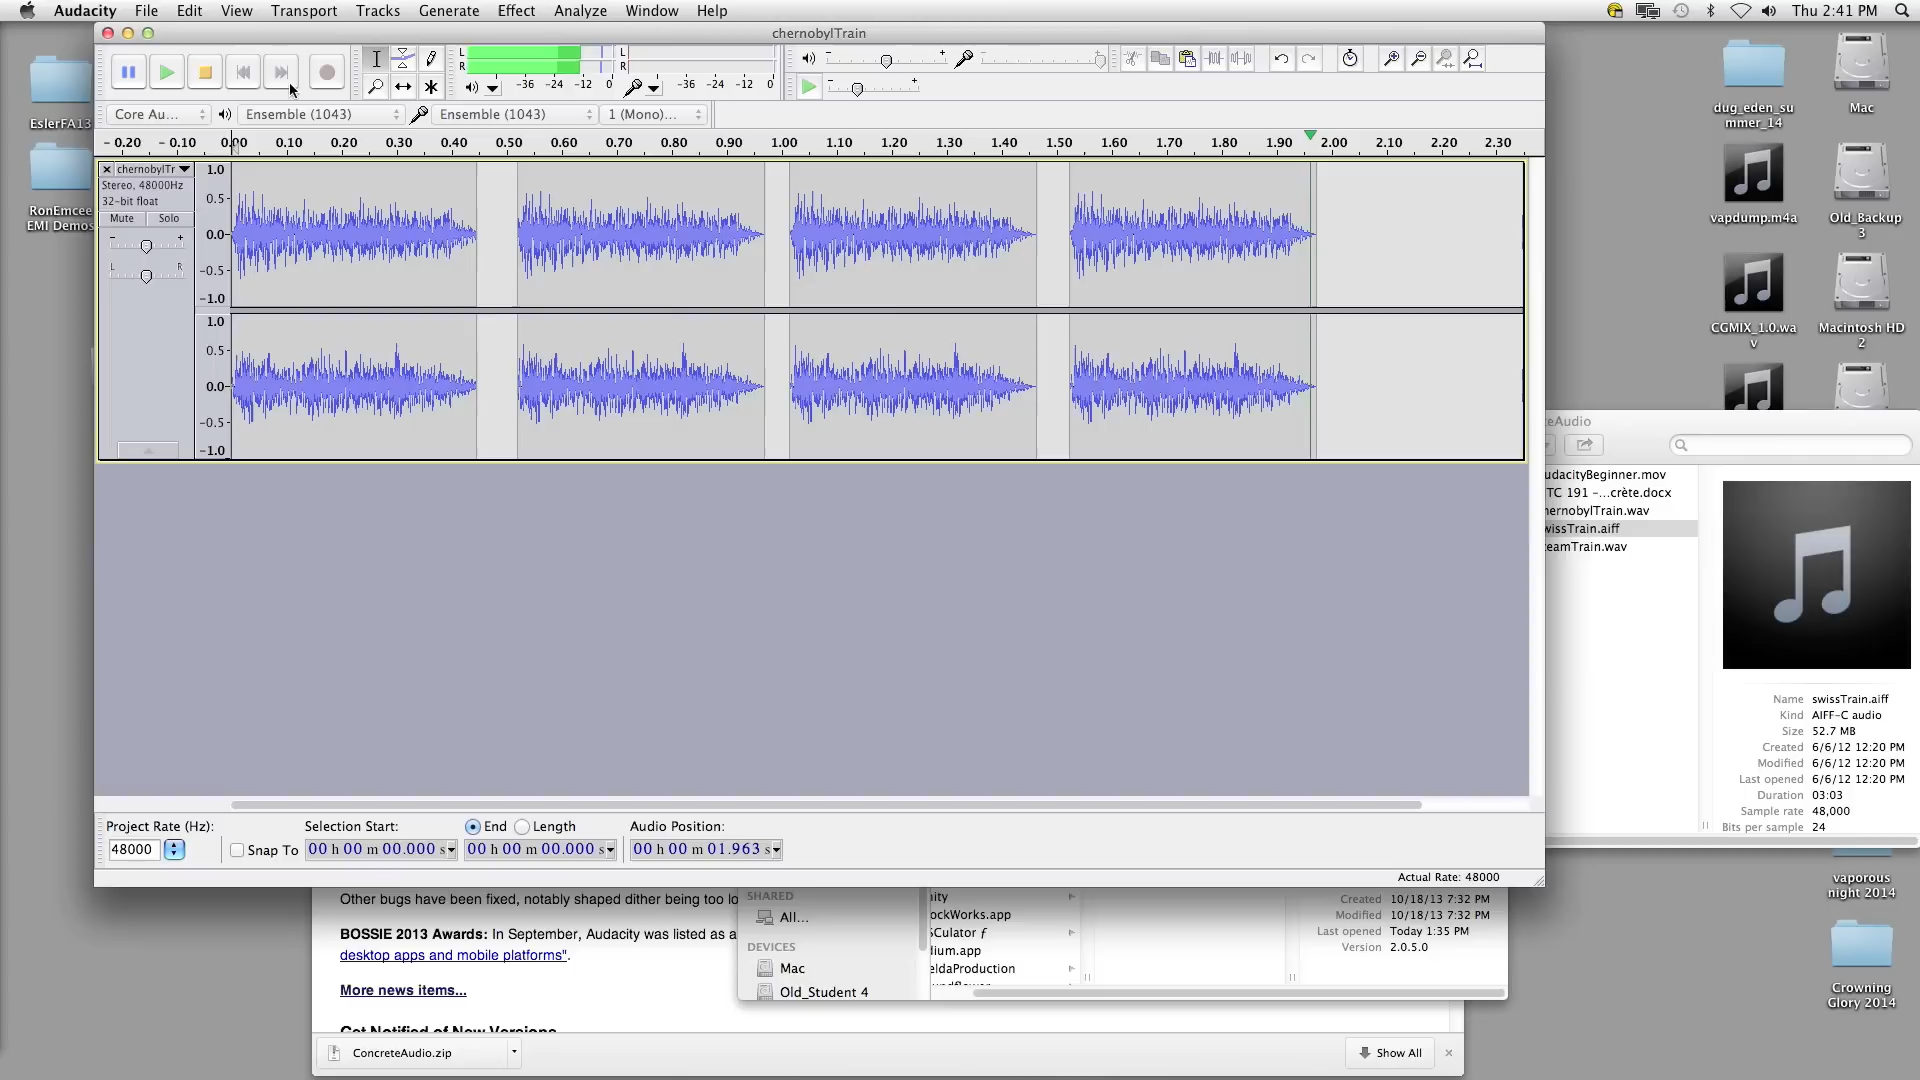 Audacity File Edit View Transport Tracks Generate Effect Analyze Window Help Thu 2:41 PM
chernobylTrain
L R -36 -24 -12 0 L R -36 -24 -12 0
Core Au... Ensemble (1043) Ensemble (1043) 1 (Mono)...
- 0.20 - 0.10 0.00 0.10 0.20 0.30 0.40 0.50 0.60 0.70 0.80 0.90 1.00 1.10 1.20 1.30 1.40 1.50 1.60 1.70 1.80 1.90 2.00 2.10 2.20 2.30
chernobylTr
Stereo, 48000Hz
32-bit float
Mute Solo
- +
L R
1.0
0.5-
0.0-
-0.5-
-1.0
1.0
0.5-
0.0-
-0.5-
-1.0
Project Rate (Hz): Selection Start: End Length Audio Position:
48000 Snap To 00 h 00 m 00.000 s 00 h 00 m 00.000 s 00 h 00 m 01.963 s
Actual Rate: 48000
EslerFA13
RonEmcee
EMI Demos
dug_eden_su
mmer_14
Mac
vapdump.m4a
Old_Backup
3
CGMIX_1.0.wa
v
Macintosh HD
2
eAudio
udacityBeginner.mov
TC 191 -...crète.docx
hernobylTrain.wav
wissTrain.aiff
eamTrain.wav
Name swissTrain.aiff
Kind AIFF-C audio
Size 52.7 MB
Created 6/6/12 12:20 PM
Modified 6/6/12 12:20 PM
Last opened 6/6/12 12:20 PM
Duration 03:03
Sample rate 48,000
Bits per sample 24
vaporous
night 2014
Crowning
Glory 2014
Other bugs have been fixed, notably shaped dither being too lo
BOSSIE 2013 Awards: In September, Audacity was listed as a
desktop apps and mobile platforms".
More news items...
Get Notified of New Versions
SHARED
All...
DEVICES
Mac
Old_Student 4
ity
ockWorks.app
SCulator ƒ
lium.app
eldaProduction
Created 10/18/13 7:32 PM
Modified 10/18/13 7:32 PM
Last opened Today 1:35 PM
Version 2.0.5.0
ConcreteAudio.zip
Show All